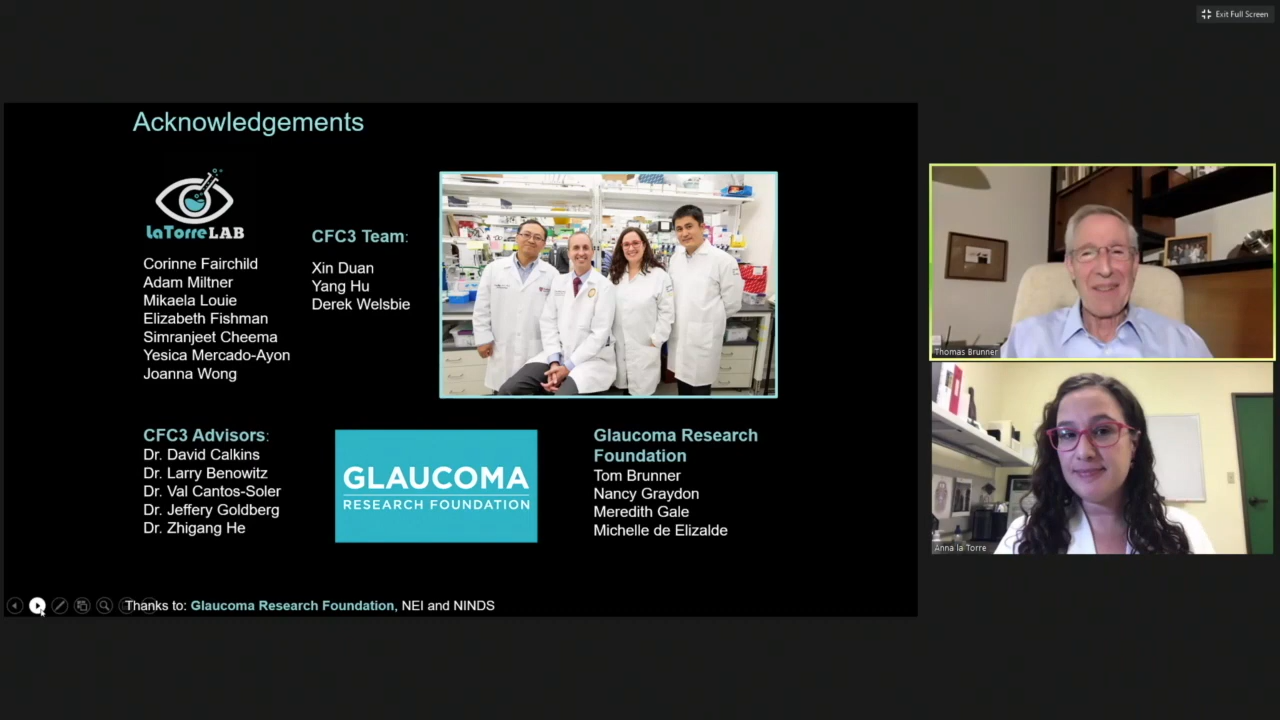 Exit Full Screen
Acknowledgements
laTorreLAB
Corinne Fairchild
Adam Miltner
Mikaela Louie
Elizabeth Fishman
Simranjeet Cheema
Yesica Mercado-Ayon
Joanna Wong
CFC3 Team:
Xin Duan
Yang Hu
Derek Welsbie
CFC3 Advisors:
Dr. David Calkins
Dr. Larry Benowitz
Dr. Val Cantos-Soler
Dr. Jeffery Goldberg
Dr. Zhigang He
GLAUCOMA
RESEARCH FOUNDATION
Glaucoma Research
Foundation
Tom Brunner
Nancy Graydon
Meredith Gale
Michelle de Elizalde
Thanks to: Glaucoma Research Foundation, NEI and NINDS
Thomas Brunner
Anna la Torre